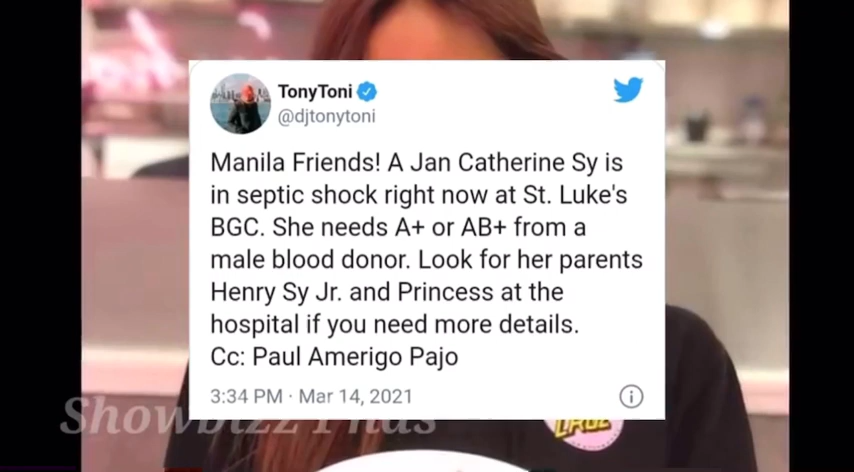 TonyToni
@djtonytoni
Manila Friends! A Jan Catherine Sy is
in septic shock right now at St. Luke's
BGC. She needs A+ or AB+ from a
male blood donor. Look for her parents
Henry Sy Jr. and Princess at the
hospital if you need more details.
Cc: Paul Amerigo Pajo
3:34 PM · Mar 14, 2021